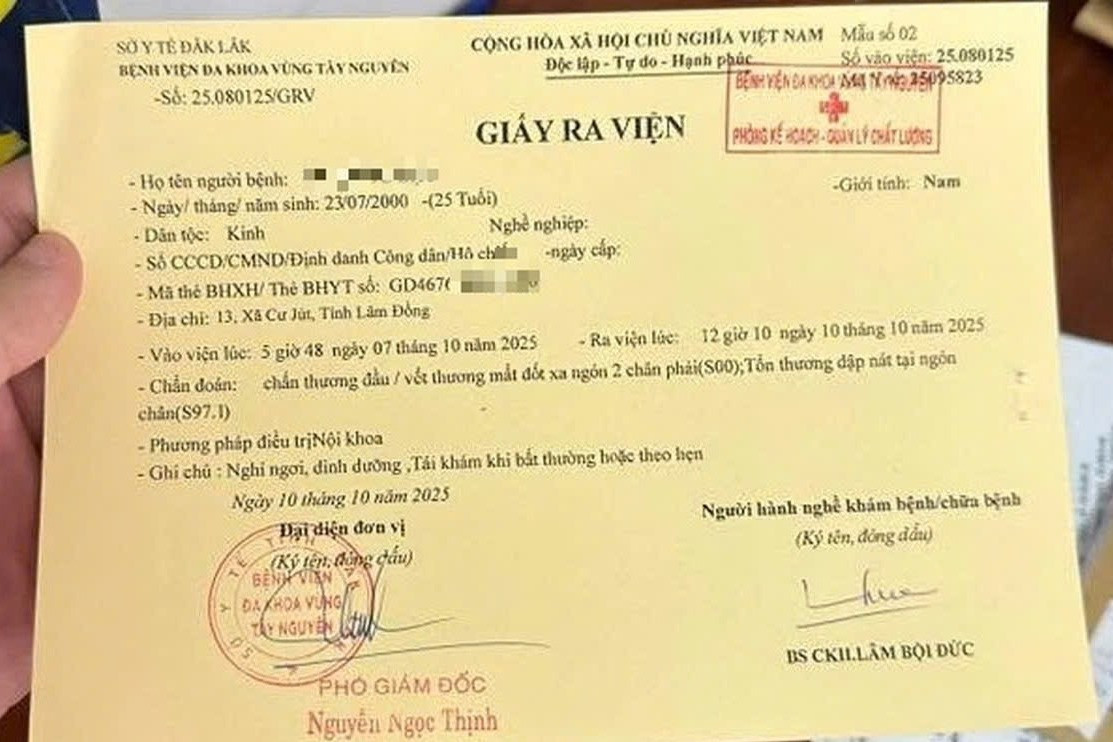 SỞ Y TẾ ĐẮK LẮK
BỆNH VIỆN ĐA KHOA VÙNG TÂY NGUYÊN
-Số: 25.080125/GRV
CỘNG HÒA XÃ HỘI CHỦ NGHĨA VIỆT NAM
Độc lập - Tự do - Hạnh phúc
Mẫu số 02
Số vào viện: 25.080125
Mã Y tế: 25095823
BỆNH VIỆN ĐA KHOA VÙNG TÂY NGUYÊN
PHÒNG KẾ HOẠCH - QUẢN LÝ CHẤT LƯỢNG
GIẤY RA VIỆN
- Họ tên người bệnh:
-Giới tính: Nam
- Ngày/ tháng/ năm sinh: 23/07/2000 -(25 Tuổi)
- Dân tộc: Kinh Nghề nghiệp:
- Số CCCD/CMND/Định danh Công dân/Hộ -ngày cấp:
- Mã thẻ BHXH/ Thẻ BHYT số: GD4676
- Địa chỉ: 13, Xã Cư Jút, Tỉnh Lâm Đồng
- Vào viện lúc: 5 giờ 48 ngày 07 tháng 10 năm 2025 - Ra viện lúc: 12 giờ 10 ngày 10 tháng 10 năm 2025
- Chẩn đoán: chấn thương đầu / vết thương mất đốt xa ngón 2 chân phải(S00);Tổn thương dập nát tại ngón
chân(S97.1)
- Phương pháp điều trịNội khoa
- Ghi chú : Nghỉ ngơi, dinh dưỡng ,Tái khám khi bất thường hoặc theo hẹn
Ngày 10 tháng 10 năm 2025
Đại diện đơn vị
(Ký tên, đóng dấu)
SỞ Y TẾ TỈNH ĐẮK LẮK
BỆNH VIỆN
ĐA KHOA VÙNG
TÂY NGUYÊN
PHÓ GIÁM ĐỐC
Nguyễn Ngọc Thịnh
Người hành nghề khám bệnh/chữa bệnh
(Ký tên, đóng dấu)
BS CKII.LÂM BỘI ĐỨC